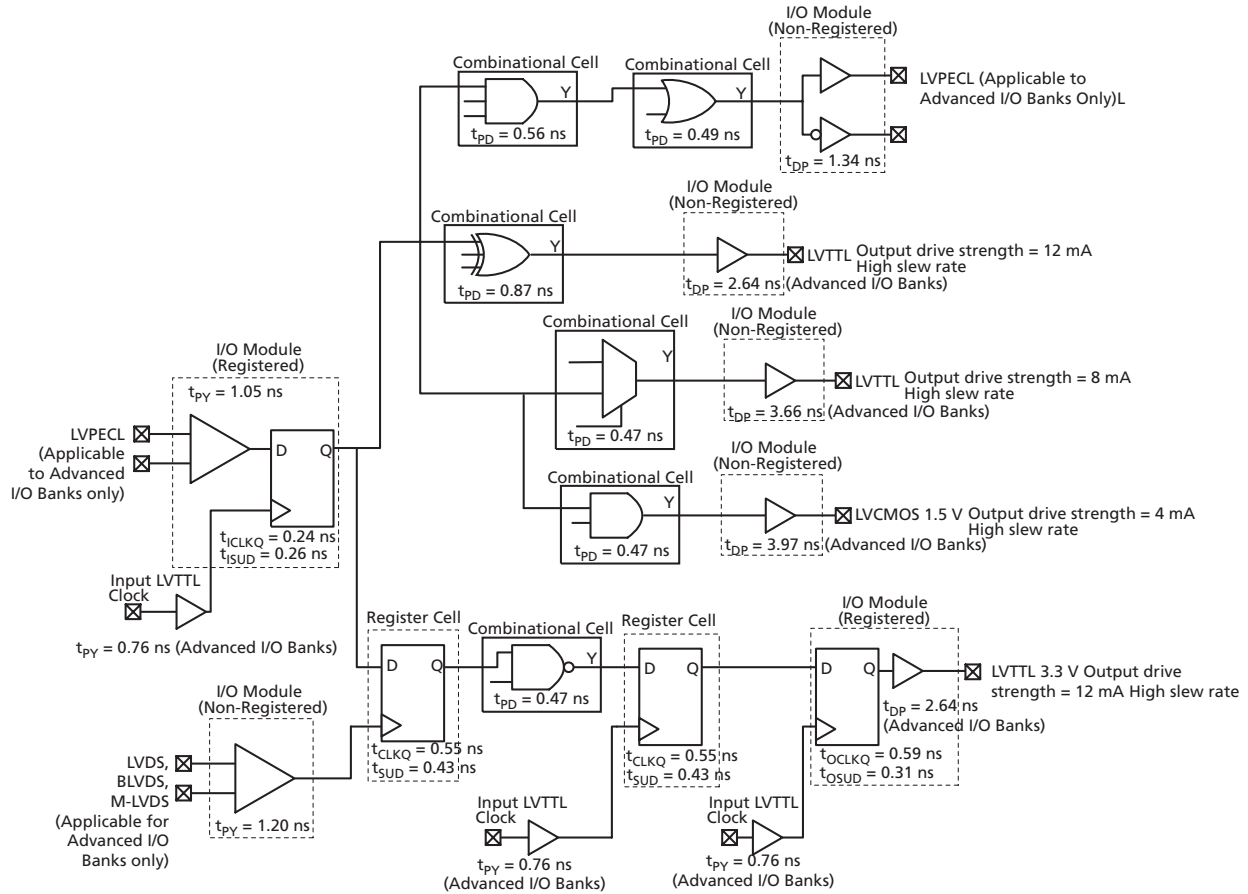 I/O Module
(Non-Registered)
Combinational Cell
Y
tPD = 0.56 ns
Combinational Cell
Y
tPD = 0.49 ns
tDP = 1.34 ns
LVPECL (Applicable to
Advanced I/O Banks Only)L
Combinational Cell
Y
tPD = 0.87 ns
I/O Module
(Non-Registered)
tDP = 2.64 ns (Advanced I/O Banks)
LVTTL Output drive strength = 12 mA
High slew rate
Combinational Cell
Y
tPD = 0.47 ns
I/O Module
(Non-Registered)
tDP = 3.66 ns (Advanced I/O Banks)
LVTTL Output drive strength = 8 mA
High slew rate
Combinational Cell
Y
tPD = 0.47 ns
I/O Module
(Non-Registered)
tDP = 3.97 ns (Advanced I/O Banks)
LVCMOS 1.5 V Output drive strength = 4 mA
High slew rate
I/O Module
(Registered)
tPY = 1.05 ns
LVPECL
(Applicable
to Advanced
I/O Banks only)
D Q
tICLKQ = 0.24 ns
tISUD = 0.26 ns
Input LVTTL
Clock
tPY = 0.76 ns (Advanced I/O Banks)
I/O Module
(Non-Registered)
LVDS,
BLVDS,
M-LVDS
(Applicable for
Advanced I/O
Banks only)
tPY = 1.20 ns
Register Cell
D Q
tCLKQ = 0.55 ns
tSUD = 0.43 ns
Combinational Cell
Y
tPD = 0.47 ns
Register Cell
D Q
tCLKQ = 0.55 ns
tSUD = 0.43 ns
Input LVTTL
Clock
tPY = 0.76 ns
(Advanced I/O Banks)
I/O Module
(Registered)
D Q
tDP = 2.64 ns
(Advanced I/O Banks)
tOCLKQ = 0.59 ns
tOSUD = 0.31 ns
LVTTL 3.3 V Output drive
strength = 12 mA High slew rate
Input LVTTL
Clock
tPY = 0.76 ns
(Advanced I/O Banks)